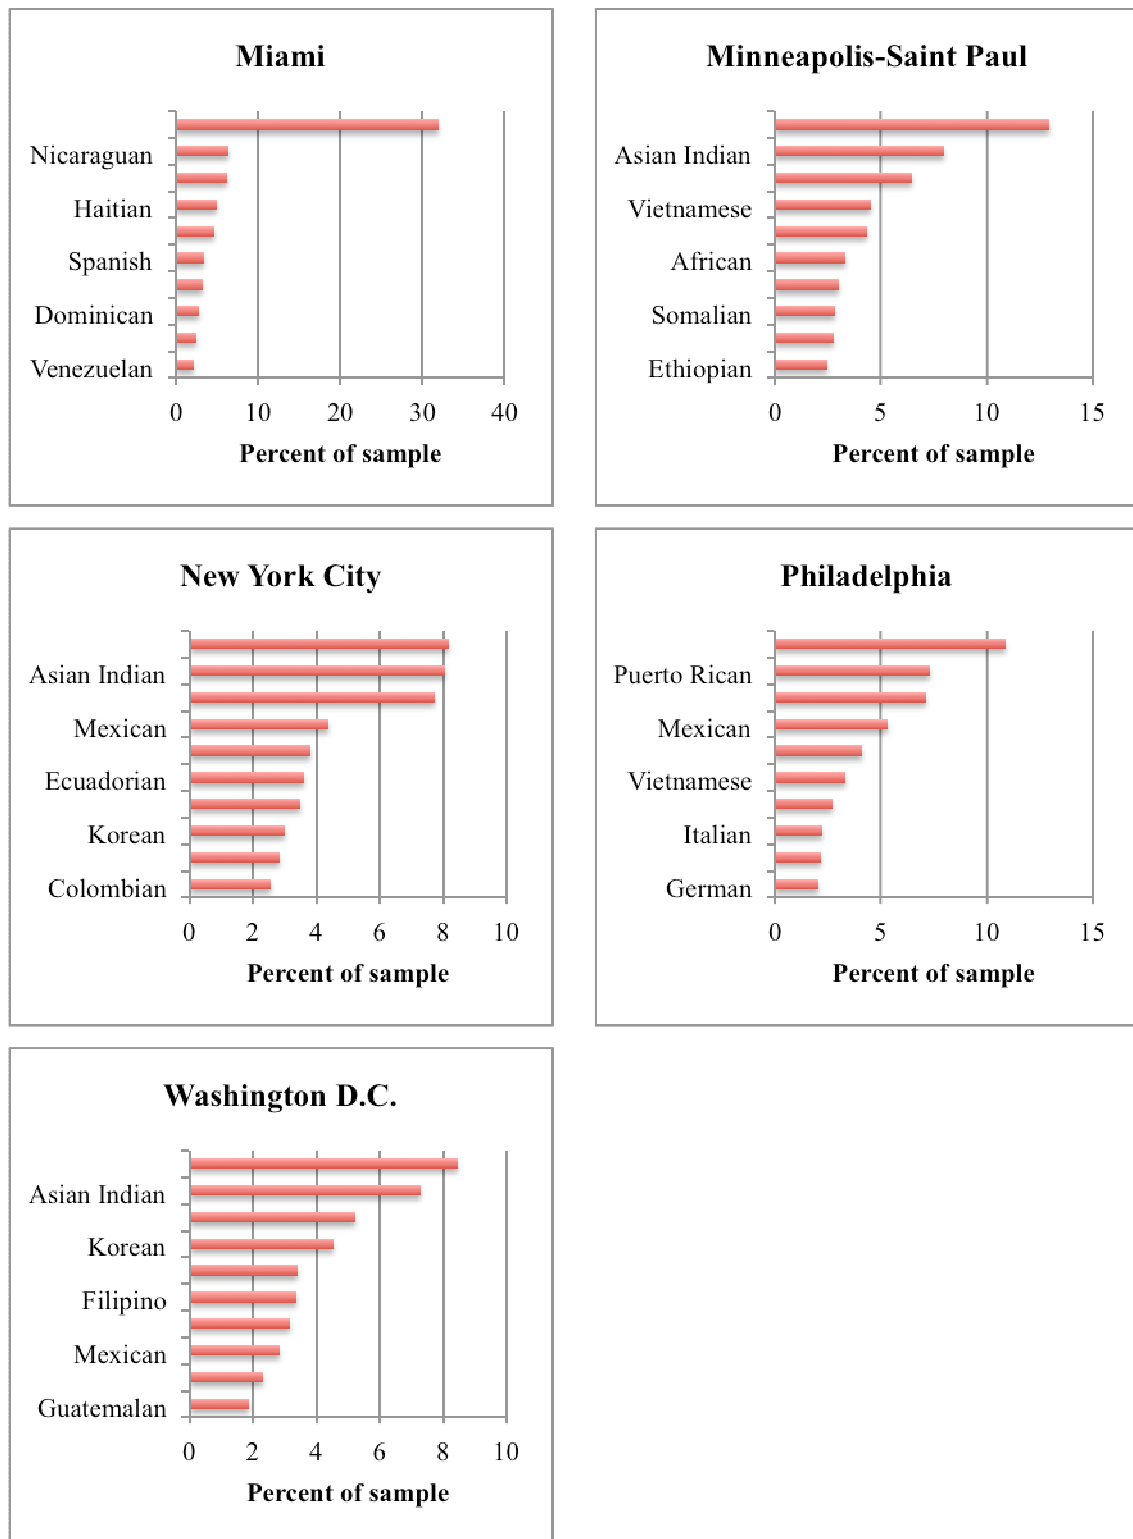 Miami
Nicaraguan
Haitian
Spanish
Dominican
Venezuelan
0 10 20 30 40
Percent of sample
Minneapolis-Saint Paul
Asian Indian
Vietnamese
African
Somalian
Ethiopian
0 5 10 15
Percent of sample
New York City
Asian Indian
Mexican
Ecuadorian
Korean
Colombian
0 2 4 6 8 10
Percent of sample
Philadelphia
Puerto Rican
Mexican
Vietnamese
Italian
German
0 5 10 15
Percent of sample
Washington D.C.
Asian Indian
Korean
Filipino
Mexican
Guatemalan
0 2 4 6 8 10
Percent of sample